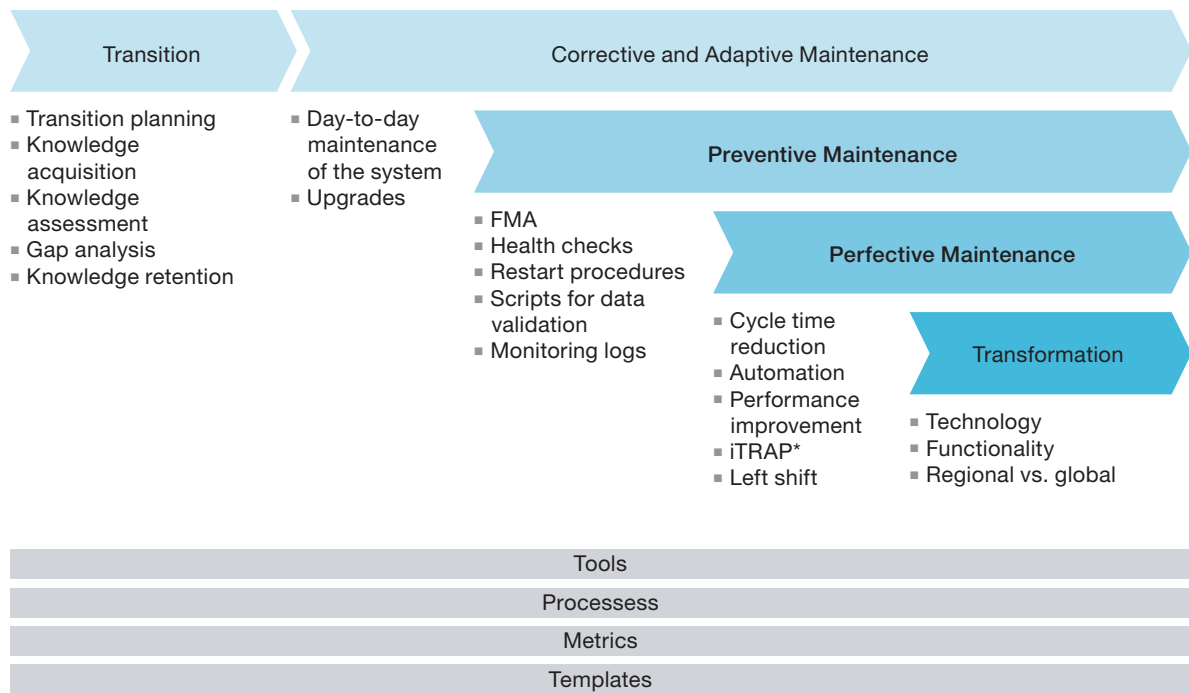 Transition
Corrective and Adaptive Maintenance
Transition planning
Knowledge
acquisition
Knowledge
assessment
Gap analysis
Knowledge retention
Day-to-day
maintenance
of the system
Upgrades
Preventive Maintenance
FMA
Health checks
Restart procedures
Scripts for data
validation
Monitoring logs
Perfective Maintenance
Cycle time
reduction
Automation
Performance
improvement
iTRAP*
Left shift
Transformation
Technology
Functionality
Regional vs. global
Tools
Processess
Metrics
Templates